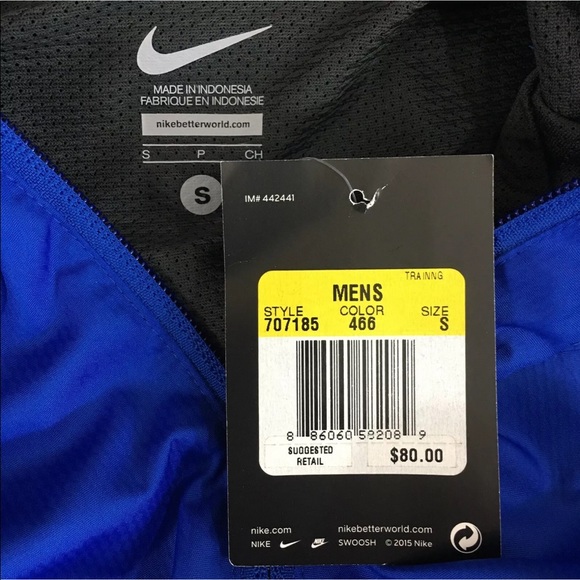 MADE IN INDONESIA
FABRIQUE EN INDONESIE
nikebetterworld.com
S P CH
S
IM# 442441
TRAINNG
MENS
STYLE COLOR SIZE
707185 466 S
8 86060 58208 9
SUGGESTED
RETAIL
$80.00
nike.com nikebetterworld.com
NIKE SWOOSH © 2015 Nike